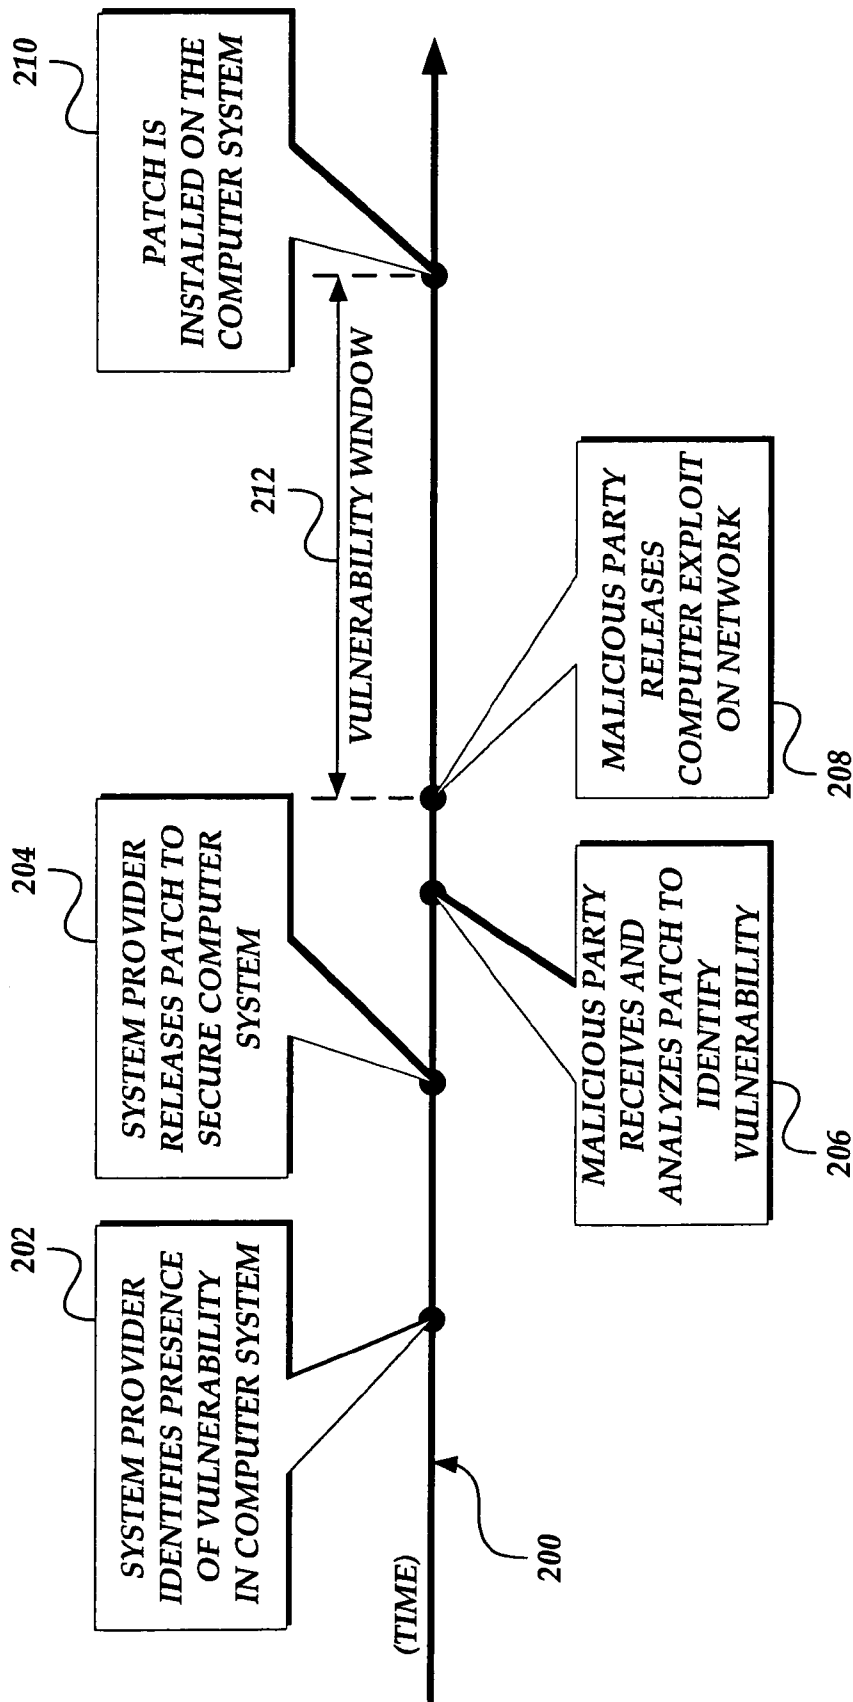 202
SYSTEM PROVIDER
IDENTIFIES PRESENCE
OF VULNERABILITY
IN COMPUTER SYSTEM
204
SYSTEM PROVIDER
RELEASES PATCH TO
SECURE COMPUTER
SYSTEM
210
PATCH IS
INSTALLED ON THE
COMPUTER SYSTEM
212
VULNERABILITY WINDOW
(TIME)
200
MALICIOUS PARTY
RECEIVES AND
ANALYZES PATCH TO
IDENTIFY
VULNERABILITY
206
MALICIOUS PARTY
RELEASES
COMPUTER EXPLOIT
ON NETWORK
208